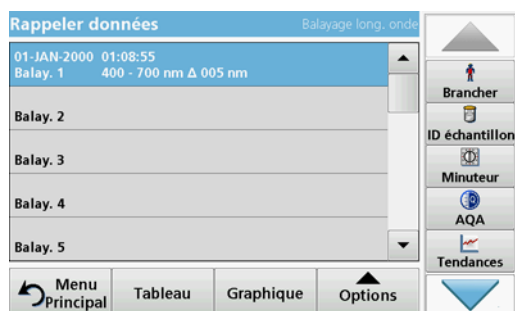 Rappeler données
Balayage long. onde
01-JAN-2000 01:08:55
Balay. 1 400 - 700 nm Δ 005 nm
Balay. 2
Balay. 3
Balay. 4
Balay. 5
Menu Principal
Tableau
Graphique
Options
Brancher
ID échantillon
Minuteur
AQA
Tendances